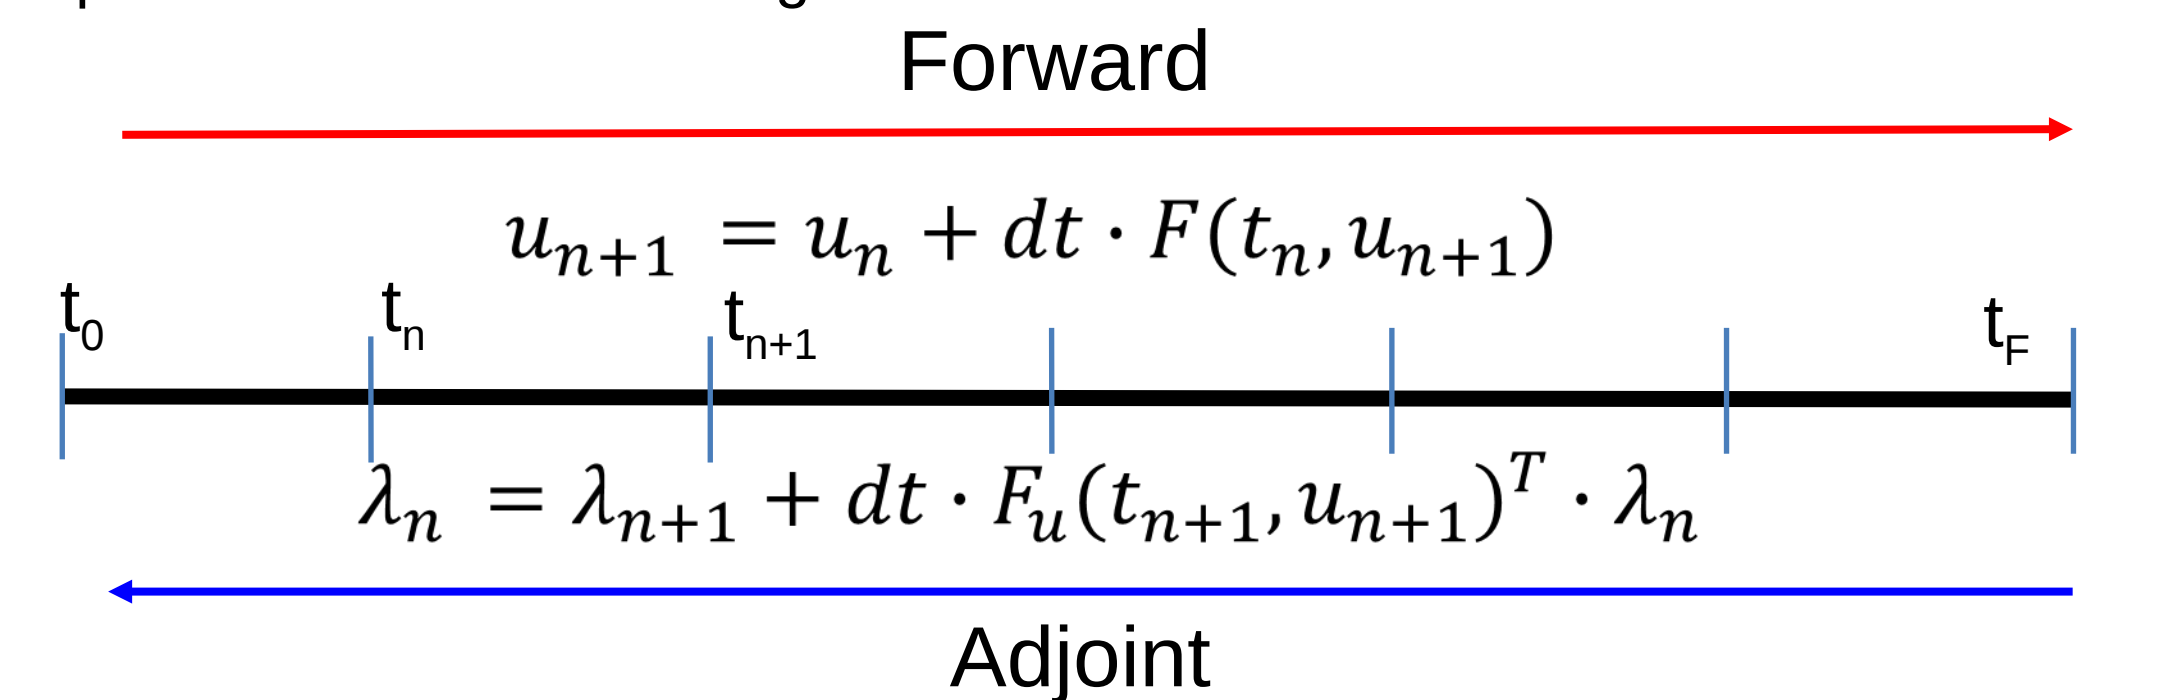 Forward
u_{n+1} = u_n + dt · F(t_n, u_{n+1})
t_0 t_n t_{n+1} t_F
λ_n = λ_{n+1} + dt · F_u(t_{n+1}, u_{n+1})^T · λ_n
Adjoint